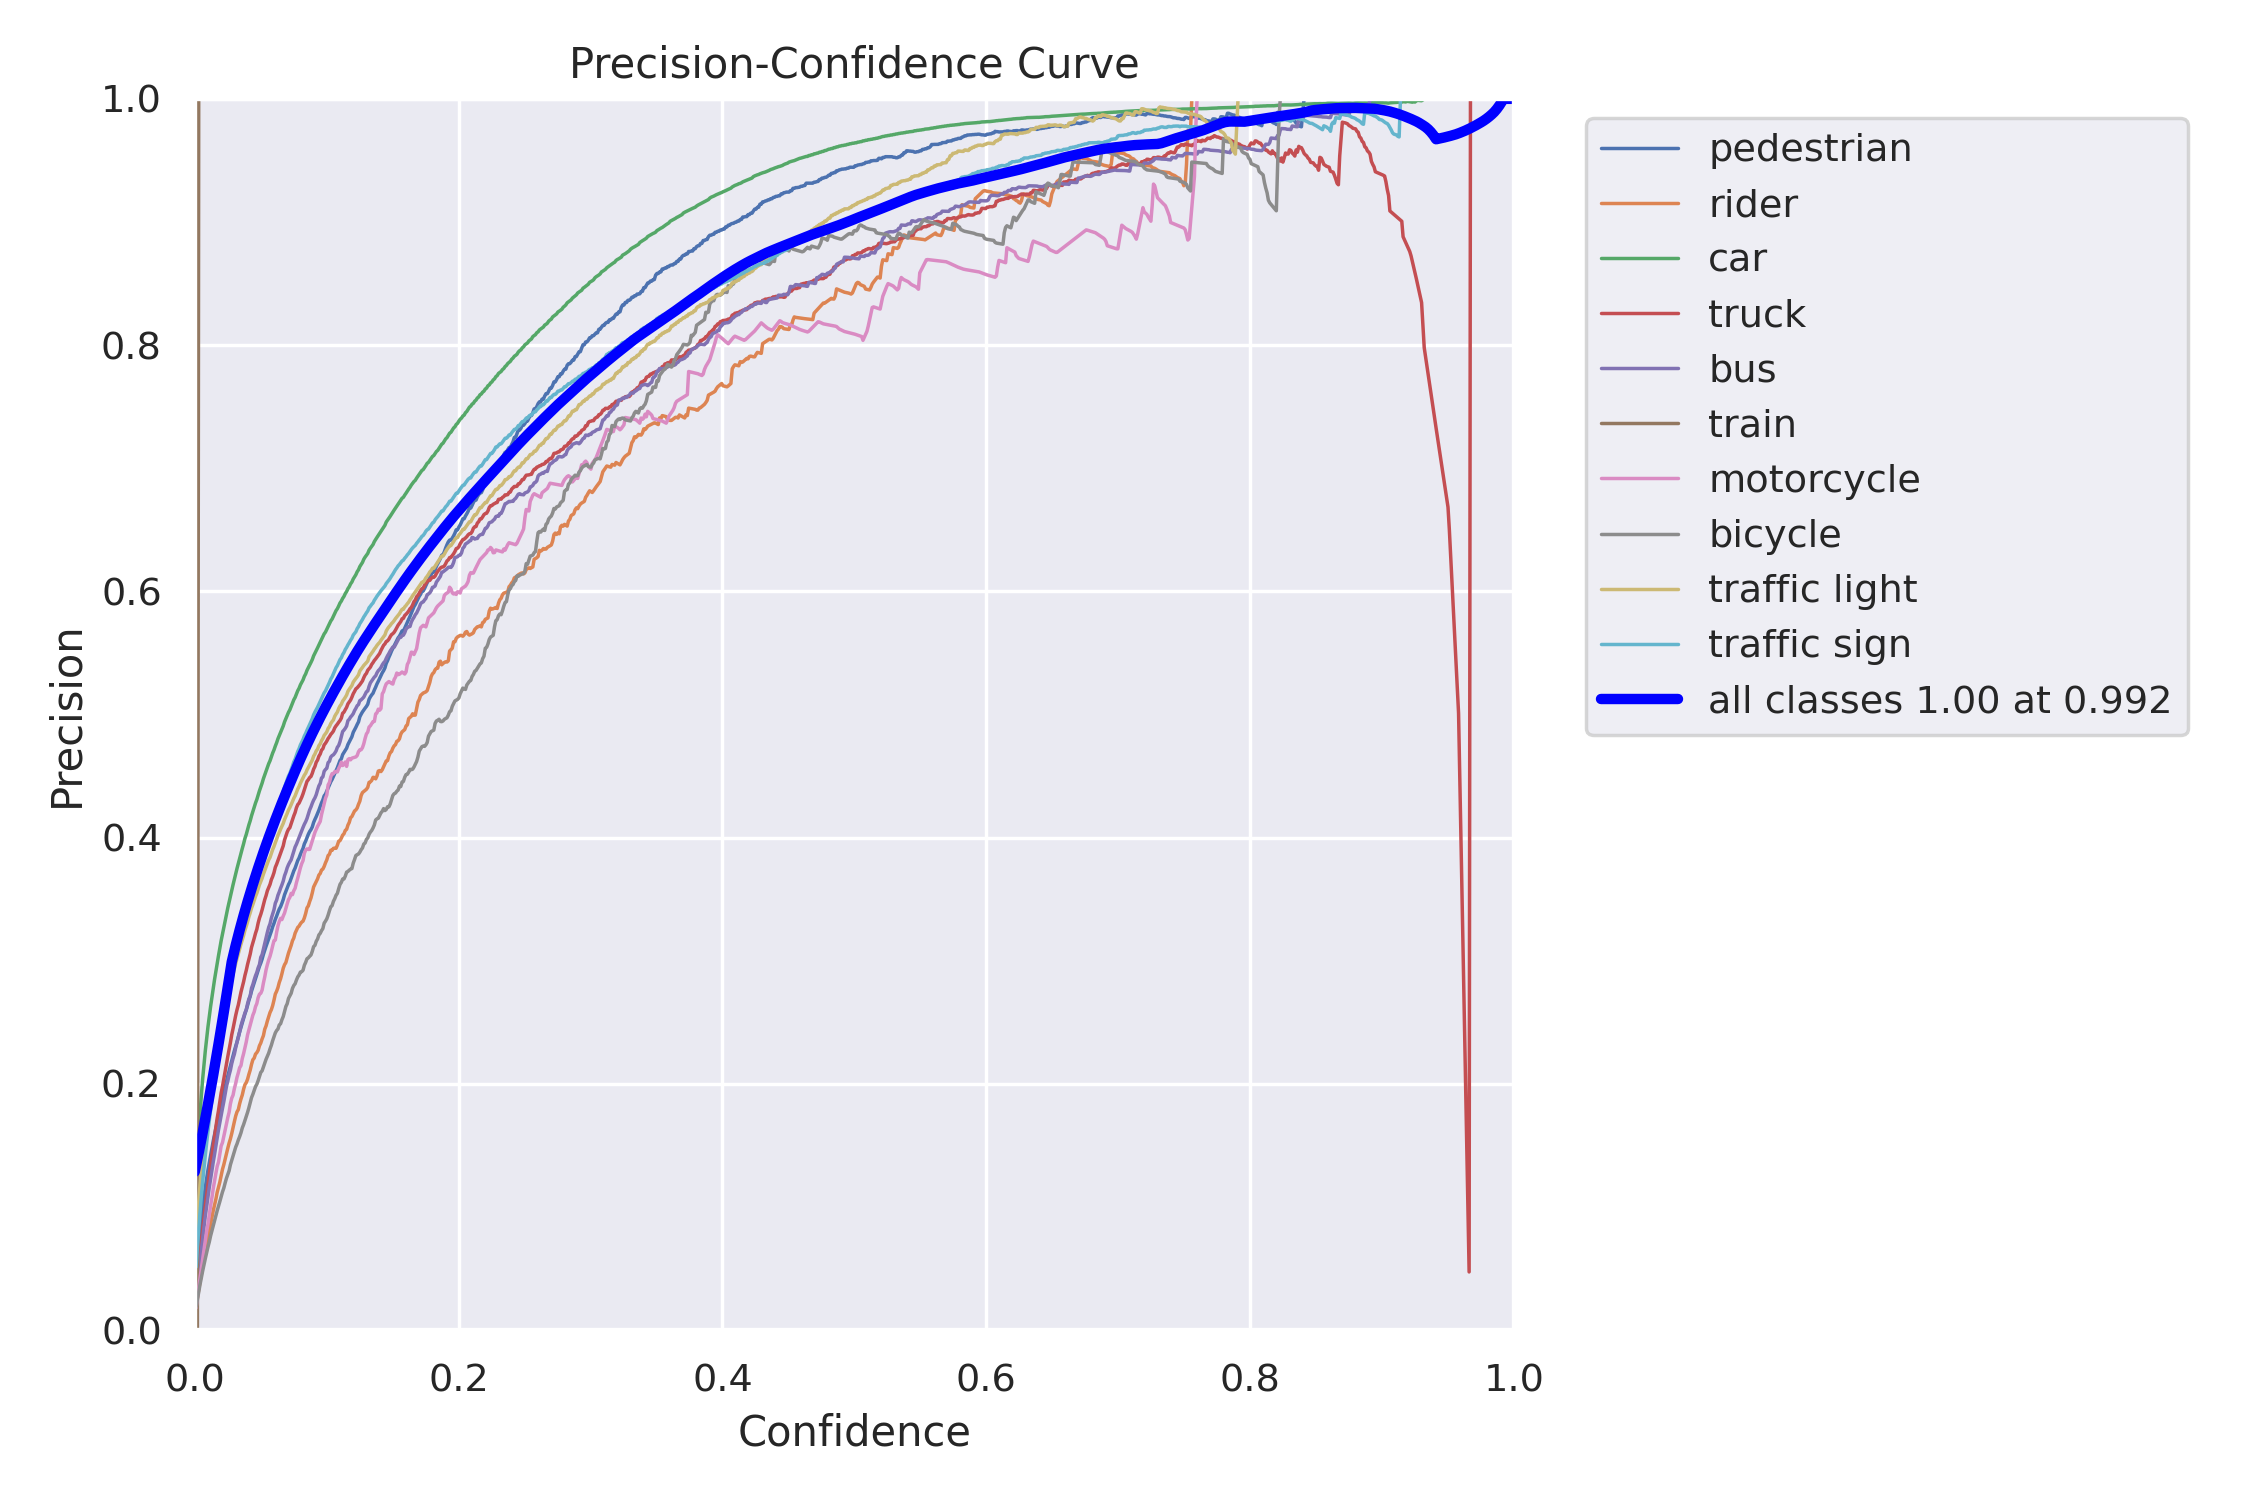 Precision-Confidence Curve
1.0
0.8
0.6
0.4
0.2
0.0
Precision
0.0 0.2 0.4 0.6 0.8 1.0
Confidence
pedestrian
rider
car
truck
bus
train
motorcycle
bicycle
traffic light
traffic sign
all classes 1.00 at 0.992